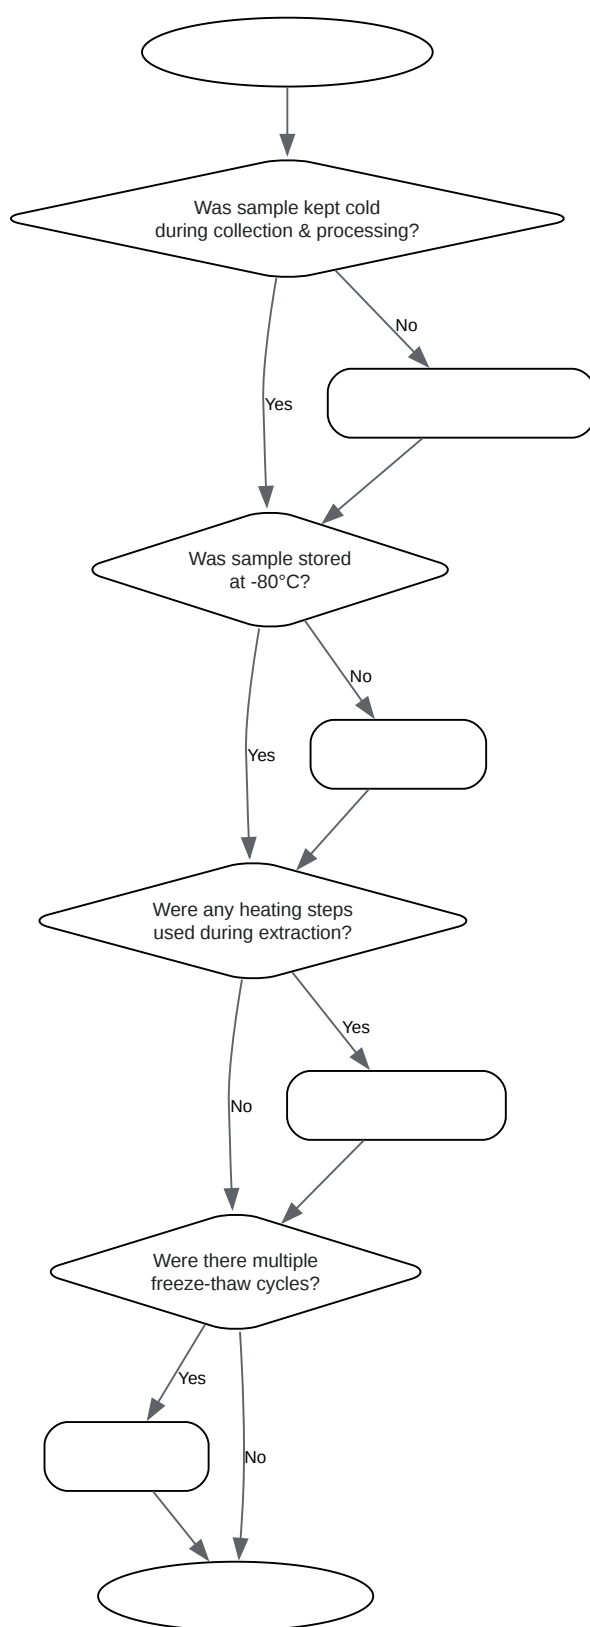 Was sample kept cold
during collection & processing?
No
Yes
Was sample stored
at -80°C?
No
Yes
Were any heating steps
used during extraction?
Yes
No
Were there multiple
freeze-thaw cycles?
Yes
No